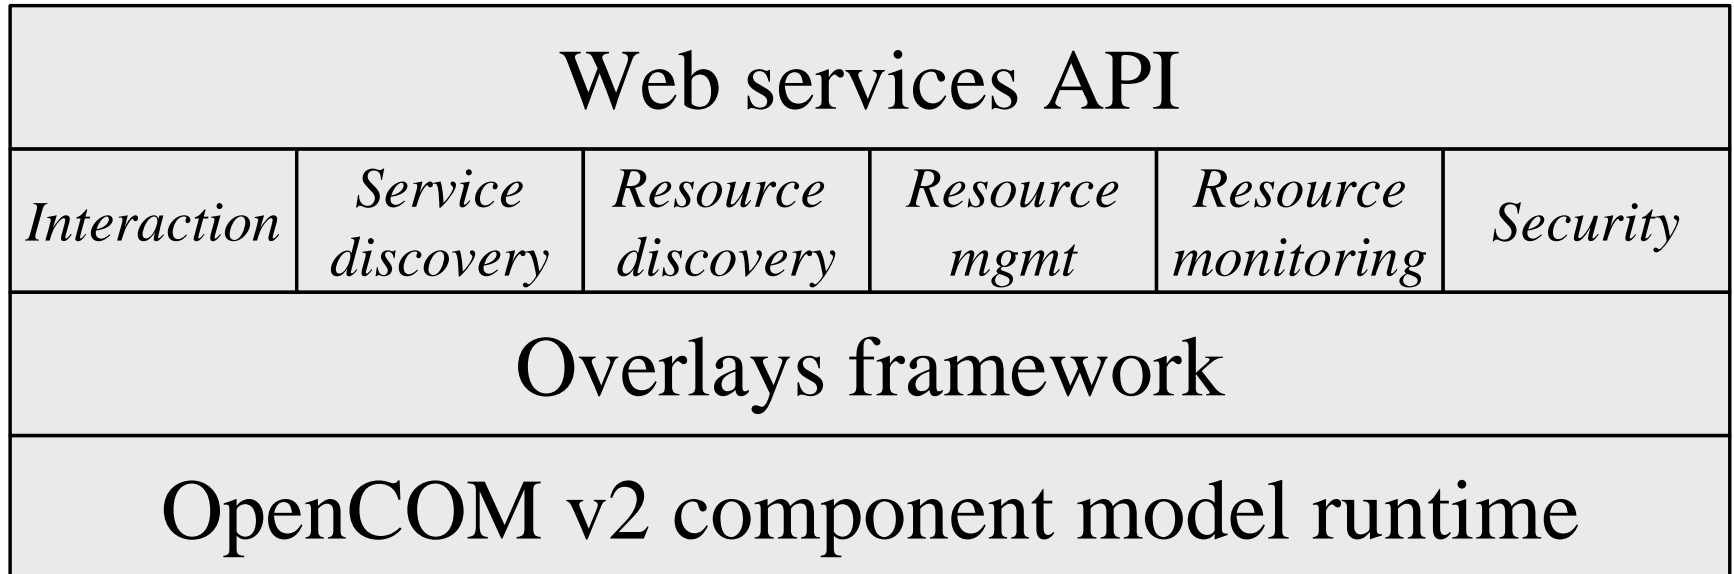 Web services API
Interaction
Service
discovery
Resource
discovery
Resource
mgmt
Resource
monitoring
Security
Overlays framework
OpenCOM v2 component model runtime